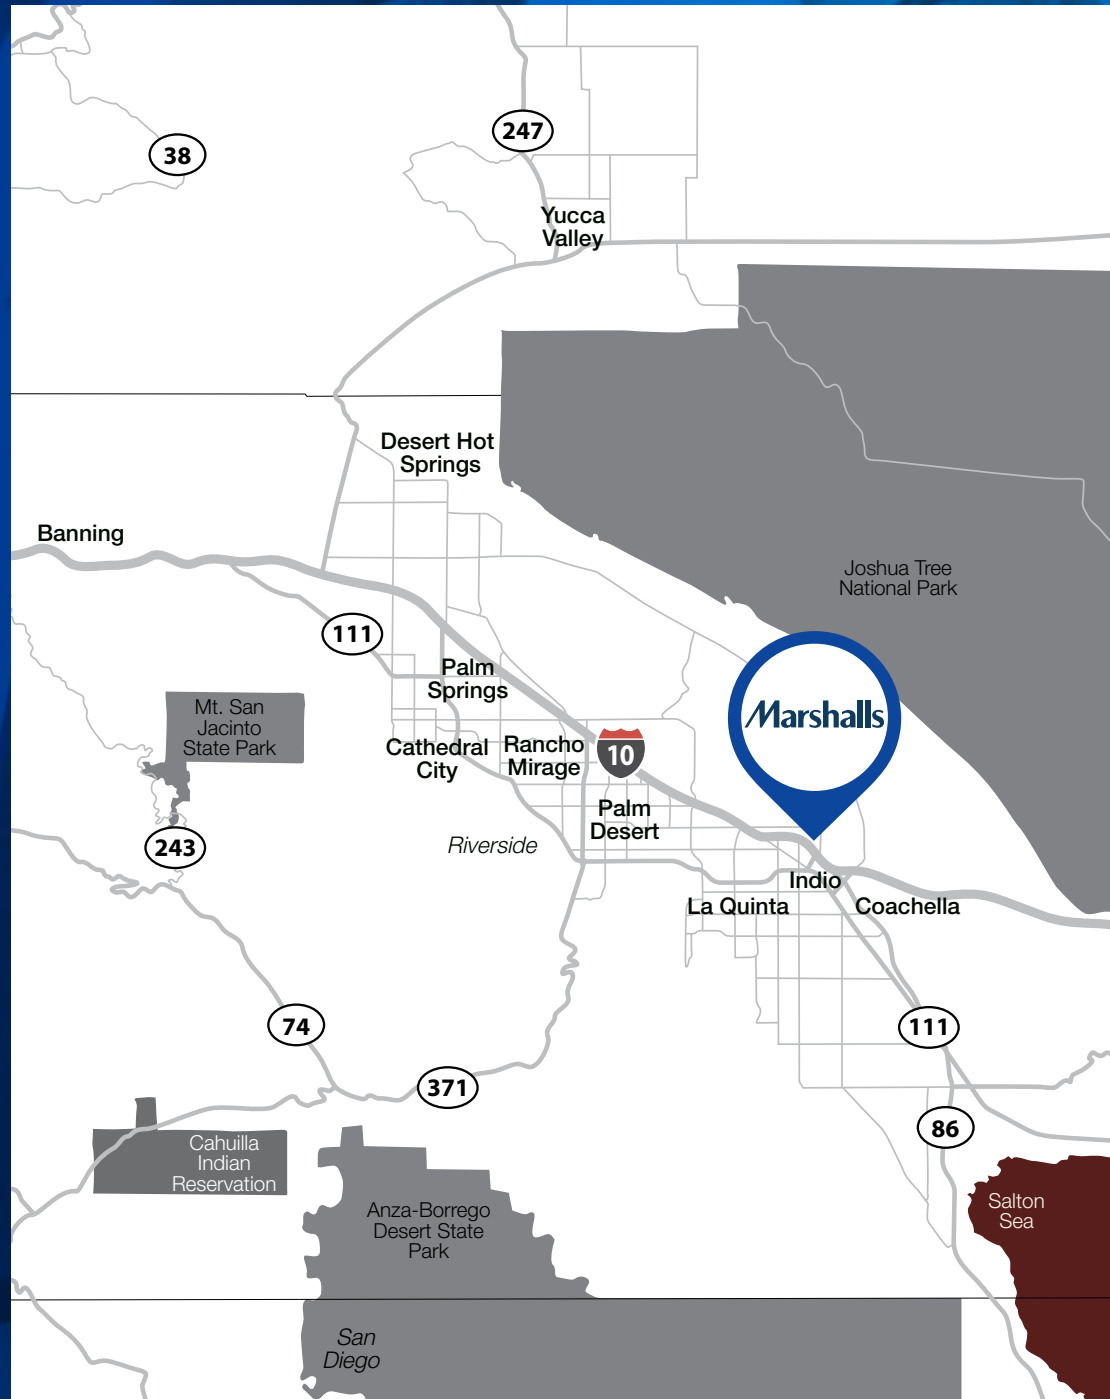 247
38
Yucca
Valley
Desert Hot
Springs
Banning
Joshua Tree
National Park
111
Palm
Springs
Mt. San
Jacinto
State Park
Marshalls
Cathedral
City
Rancho
Mirage
10
Palm
Desert
Riverside
243
Indio
La Quinta
Coachella
74
111
371
86
Cahuilla
Indian
Reservation
Anza-Borrego
Desert State
Park
Salton
Sea
San
Diego